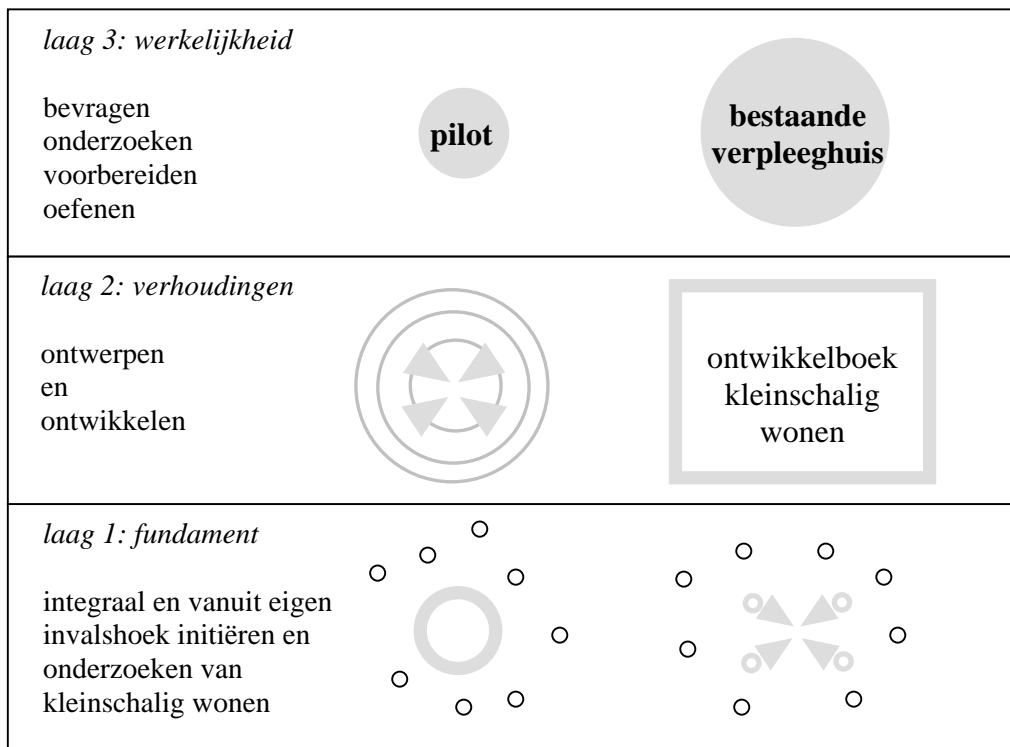 laag 3: werkelijkheid
bevragen
onderzoeken
voorbereiden
oefenen
pilot
bestaande
verpleeghuis
laag 2: verhoudingen
ontwerpen
en
ontwikkelen
ontwikkelboek
kleinschalig
wonen
laag 1: fundament
integraal en vanuit eigen
invalshoek initiëren en
onderzoeken van
kleinschalig wonen